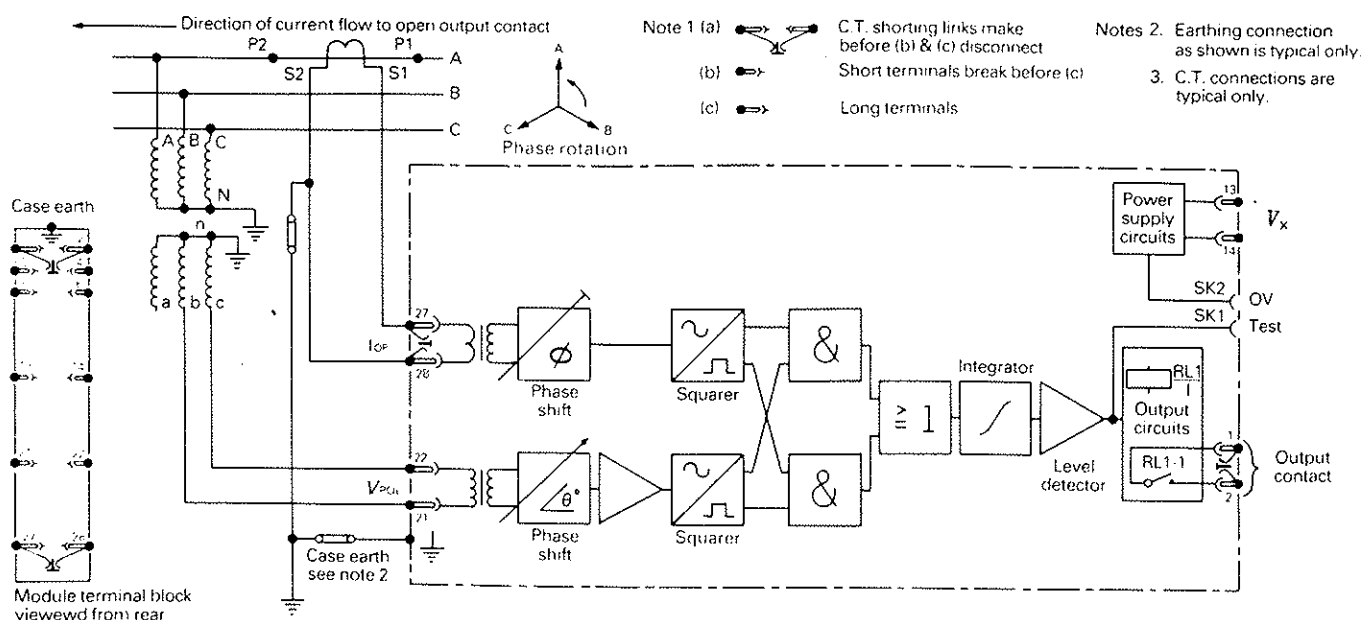 Direction of current flow to open output contact
P2
P1
A
S2
S1
B
C
A
B
C
N
n
a
b
c
A
C
B
Phase rotation
Note 1 (a)
C.T. shorting links make
before (b) & (c) disconnect
(b)
Short terminals break before (c)
(c)
Long terminals
Notes 2. Earthing connection
as shown is typical only.
3. C.T. connections are
typical only.
Case earth
Module terminal block
viewewd from rear
27
28
Phase
shift
ϕ
Squarer
&
≥ 1
Integrator
Level
detector
Power
supply
circuits
13
14
Vx
SK2
OV
SK1
Test
RL1
Output
circuits
RL1-1
1
2
Output
contact
22
21
θ°
Phase
shift
Squarer
&
Case earth
see note 2